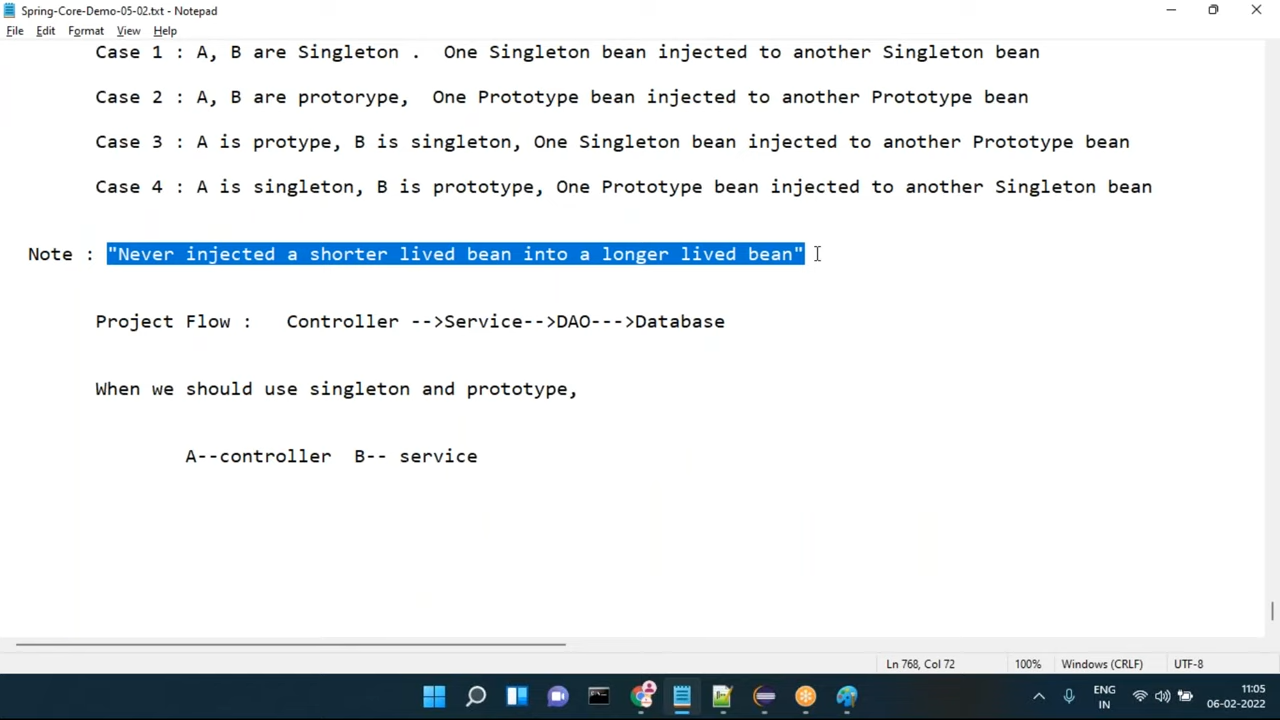 Spring-Core-Demo-05-02.txt - Notepad
File Edit Format View Help
Case 1 : A, B are Singleton .  One Singleton bean injected to another Singleton bean
Case 2 : A, B are protorype,  One Prototype bean injected to another Prototype bean
Case 3 : A is protype, B is singleton, One Singleton bean injected to another Prototype bean
Case 4 : A is singleton, B is prototype, One Prototype bean injected to another Singleton bean
Note : "Never injected a shorter lived bean into a longer lived bean"
Project Flow :   Controller -->Service-->DAO--->Database
When we should use singleton and prototype,
A--controller  B-- service
Ln 768, Col 72 100% Windows (CRLF) UTF-8
ENG 11:05
IN 06-02-2022